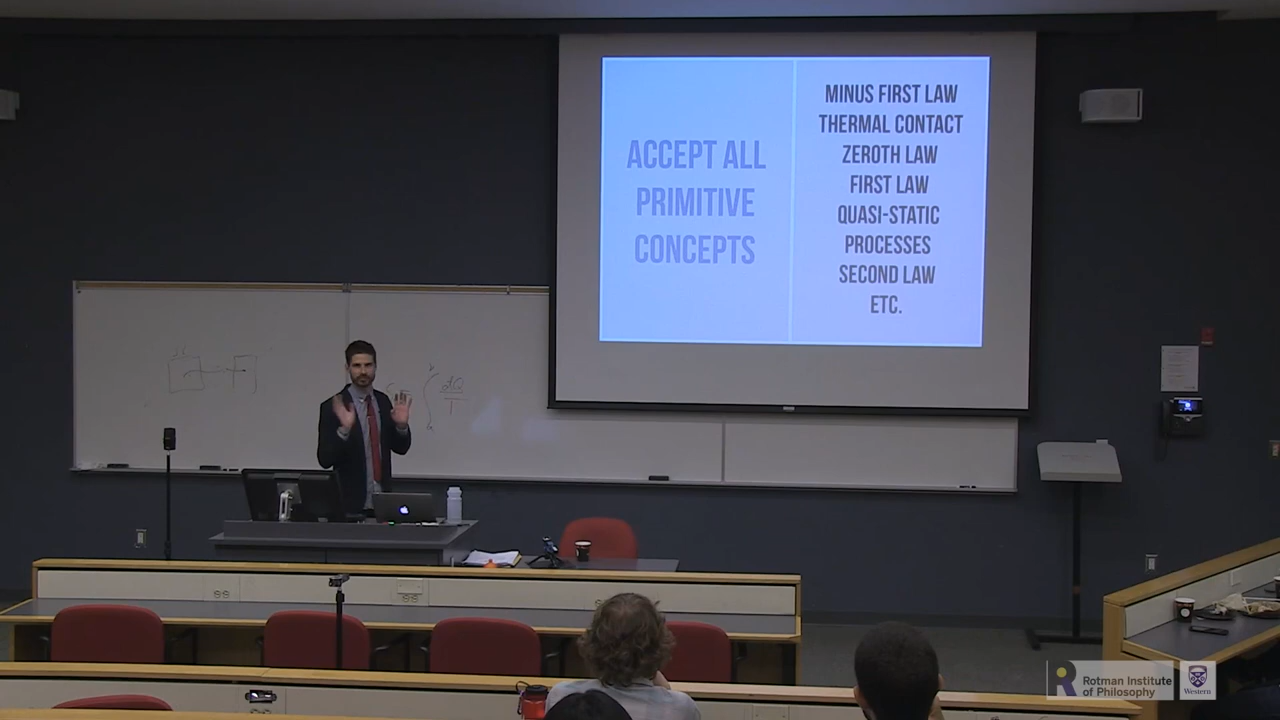 ACCEPT ALL
PRIMITIVE
CONCEPTS
MINUS FIRST LAW
THERMAL CONTACT
ZEROTH LAW
FIRST LAW
QUASI-STATIC
PROCESSES
SECOND LAW
ETC.
Rotman Institute
of Philosophy
Western